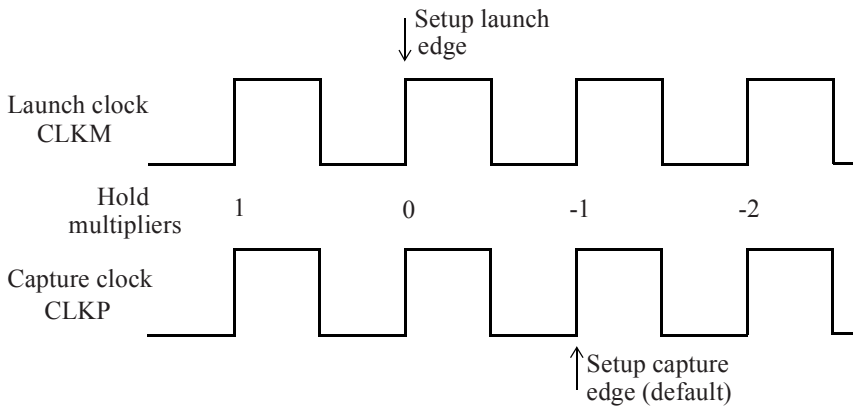 Setup launch
edge
Launch clock
CLKM
Hold
multipliers
1 0 -1 -2
Capture clock
CLKP
Setup capture
edge (default)